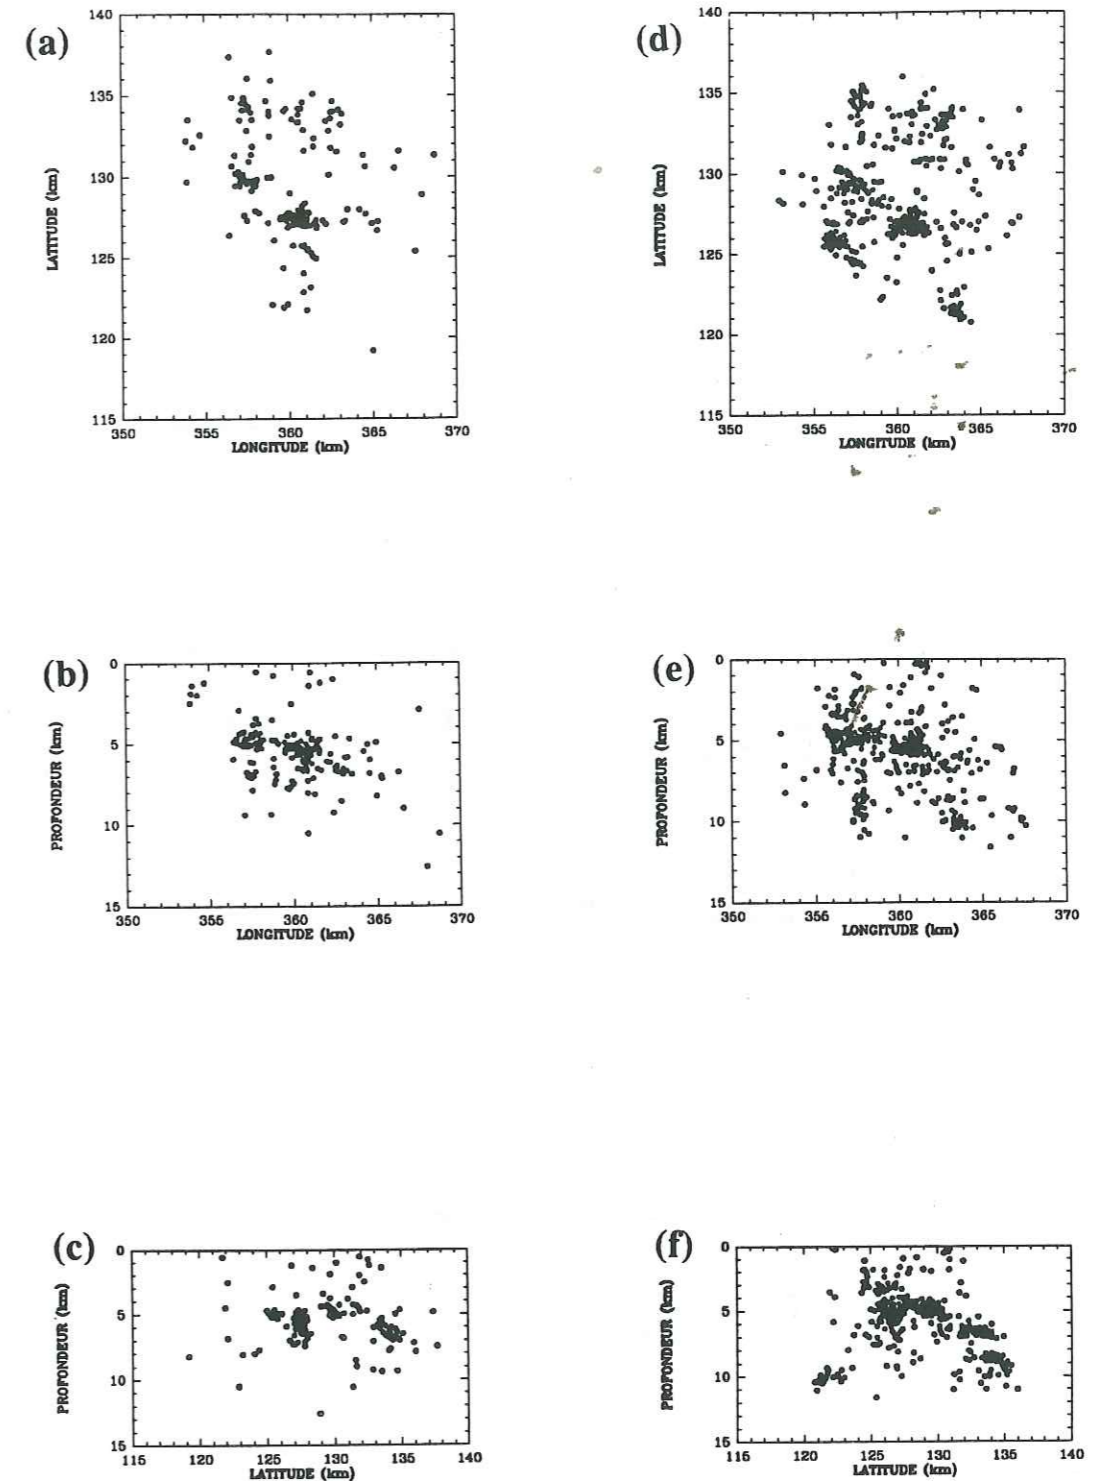 (a)
140
135
130
125
120
115
LATITUDE (km)
350 355 360 365 370
LONGITUDE (km)
(d)
140
135
130
125
120
115
LATITUDE (km)
350 355 360 365 370
LONGITUDE (km)
(b)
0
5
10
15
PROFONDEUR (km)
350 355 360 365 370
LONGITUDE (km)
(e)
0
5
10
15
PROFONDEUR (km)
350 355 360 365 370
LONGITUDE (km)
(c)
0
5
10
15
PROFONDEUR (km)
115 120 125 130 135 140
LATITUDE (km)
(f)
0
5
10
15
PROFONDEUR (km)
115 120 125 130 135 140
LATITUDE (km)